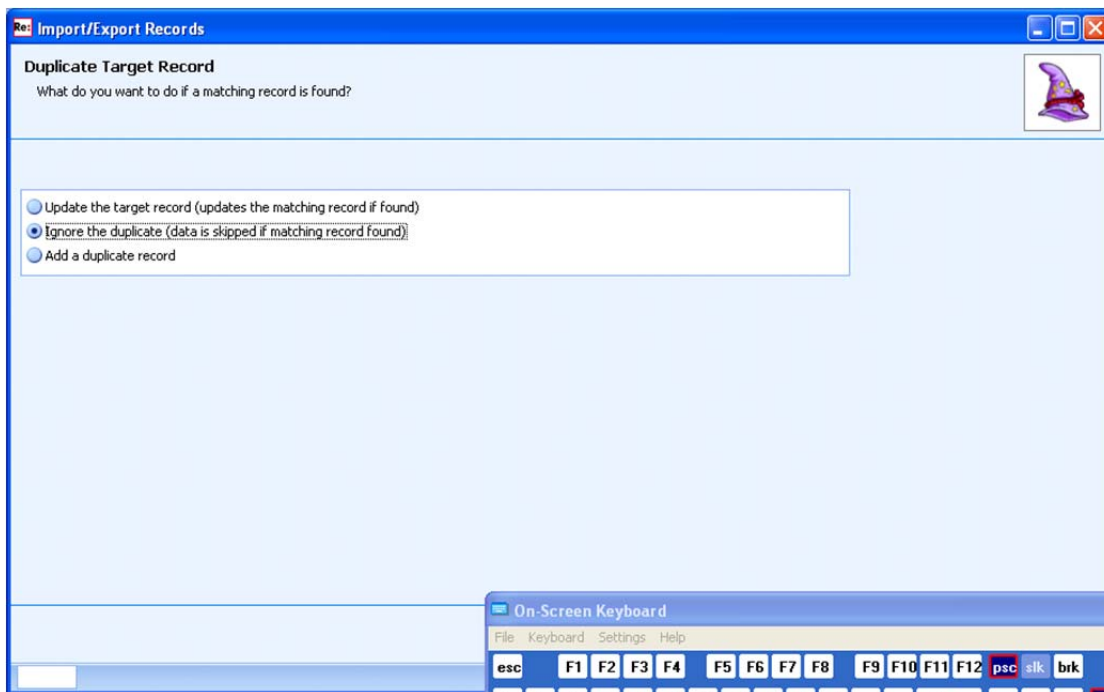 Re: Import/Export Records
Duplicate Target Record
What do you want to do if a matching record is found?
Update the target record (updates the matching record if found)
Ignore the duplicate (data is skipped if matching record found)
Add a duplicate record
On-Screen Keyboard
File Keyboard Settings Help
esc F1 F2 F3 F4 F5 F6 F7 F8 F9 F10 F11 F12 psc slk brk